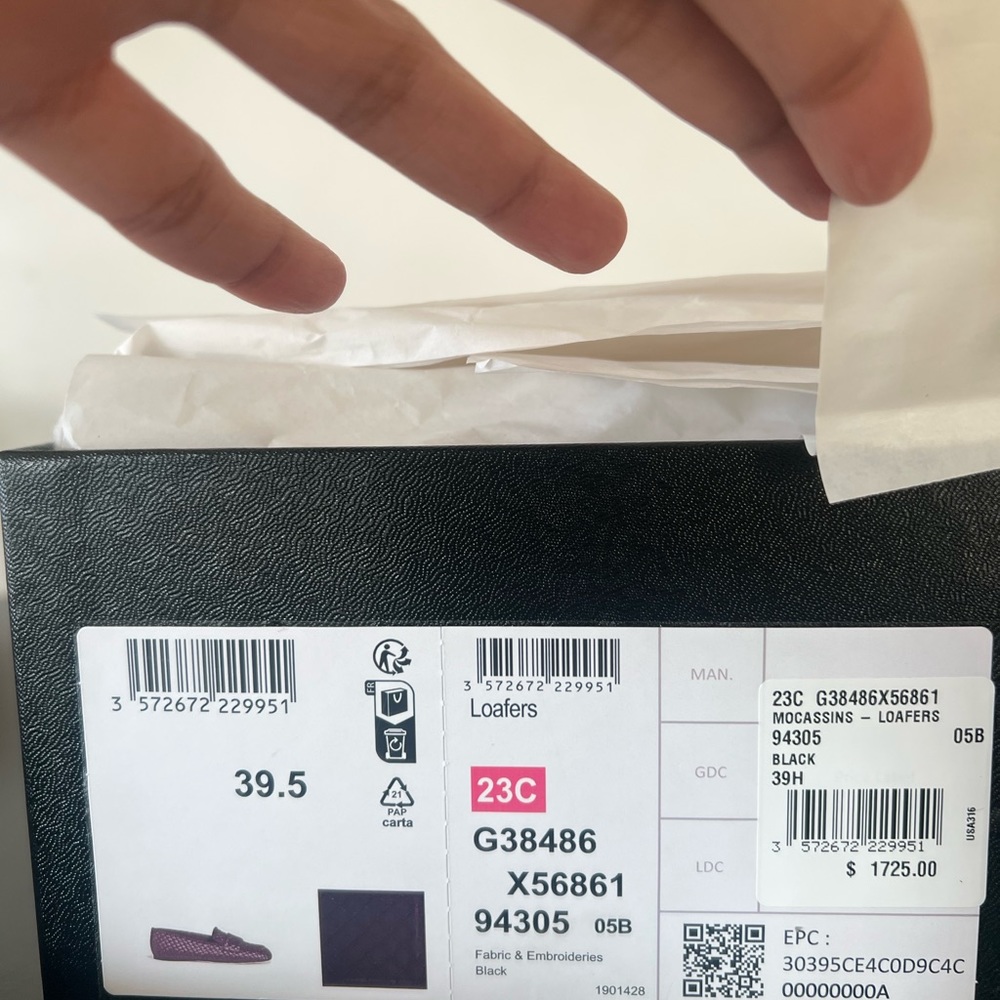 3 572672 229951
FR
39.5
21
PAP
carta
3 572672 229951
Loafers
23C
G38486
X56861
94305 05B
Fabric & Embroideries
Black
1901428
MAN.
GDC
LDC
23C G38486X56861
MOCASSINS - LOAFERS
94305 05B
BLACK
39H
3 572672 229951
USA316
$ 1725.00
EPC :
30395CE4C0D9C4C
00000000A